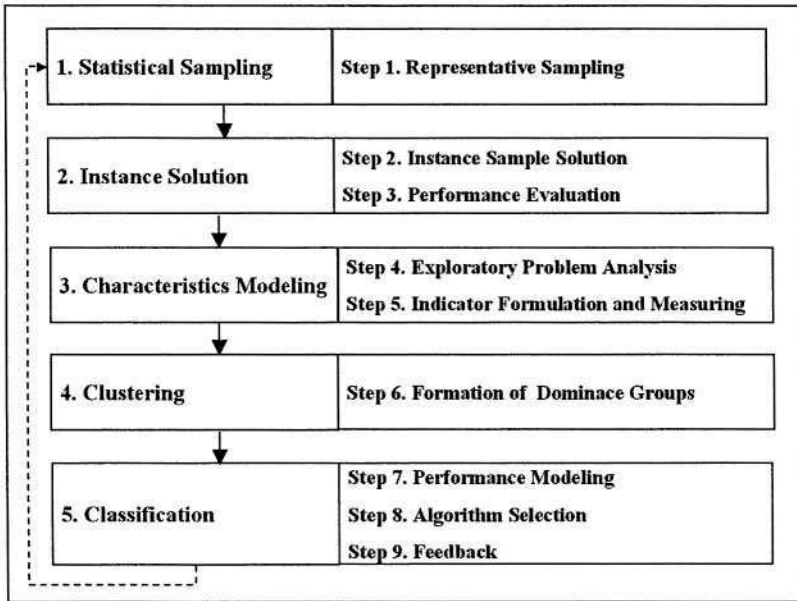 1. Statistical Sampling
Step 1. Representative Sampling
2. Instance Solution
Step 2. Instance Sample Solution
Step 3. Performance Evaluation
3. Characteristics Modeling
Step 4. Exploratory Problem Analysis
Step 5. Indicator Formulation and Measuring
4. Clustering
Step 6. Formation of Dominace Groups
5. Classification
Step 7. Performance Modeling
Step 8. Algorithm Selection
Step 9. Feedback